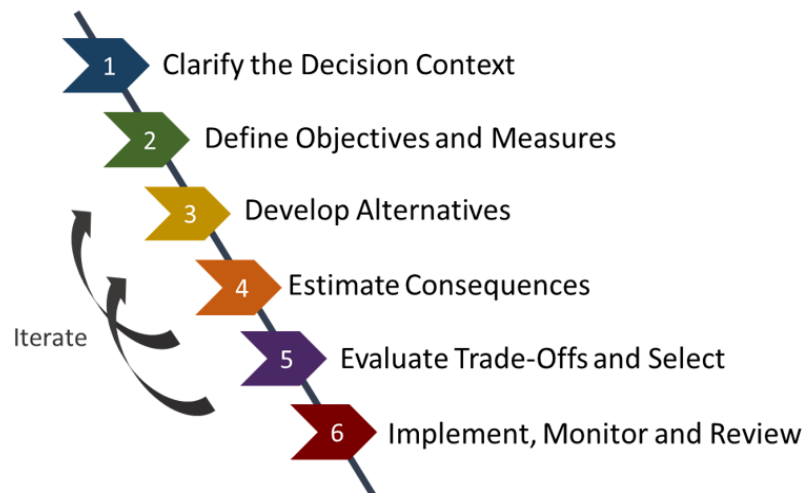 1 Clarify the Decision Context
2 Define Objectives and Measures
3 Develop Alternatives
4 Estimate Consequences
Iterate
5 Evaluate Trade-Offs and Select
6 Implement, Monitor and Review